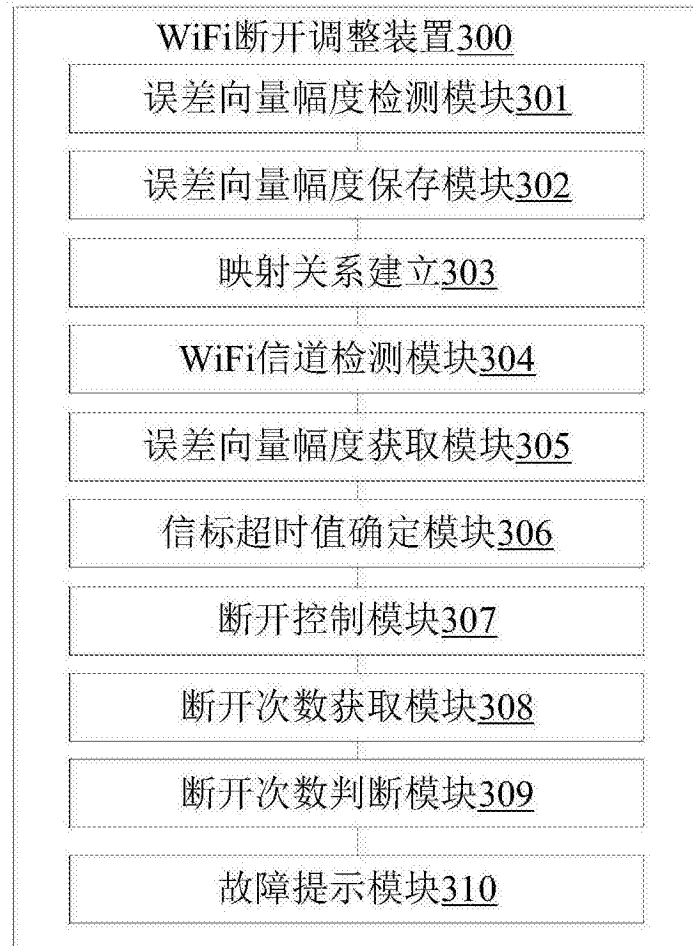 WiFi断开调整装置300
误差向量幅度检测模块301
误差向量幅度保存模块302
映射关系建立303
WiFi信道检测模块304
误差向量幅度获取模块305
信标超时值确定模块306
断开控制模块307
断开次数获取模块308
断开次数判断模块309
故障提示模块310